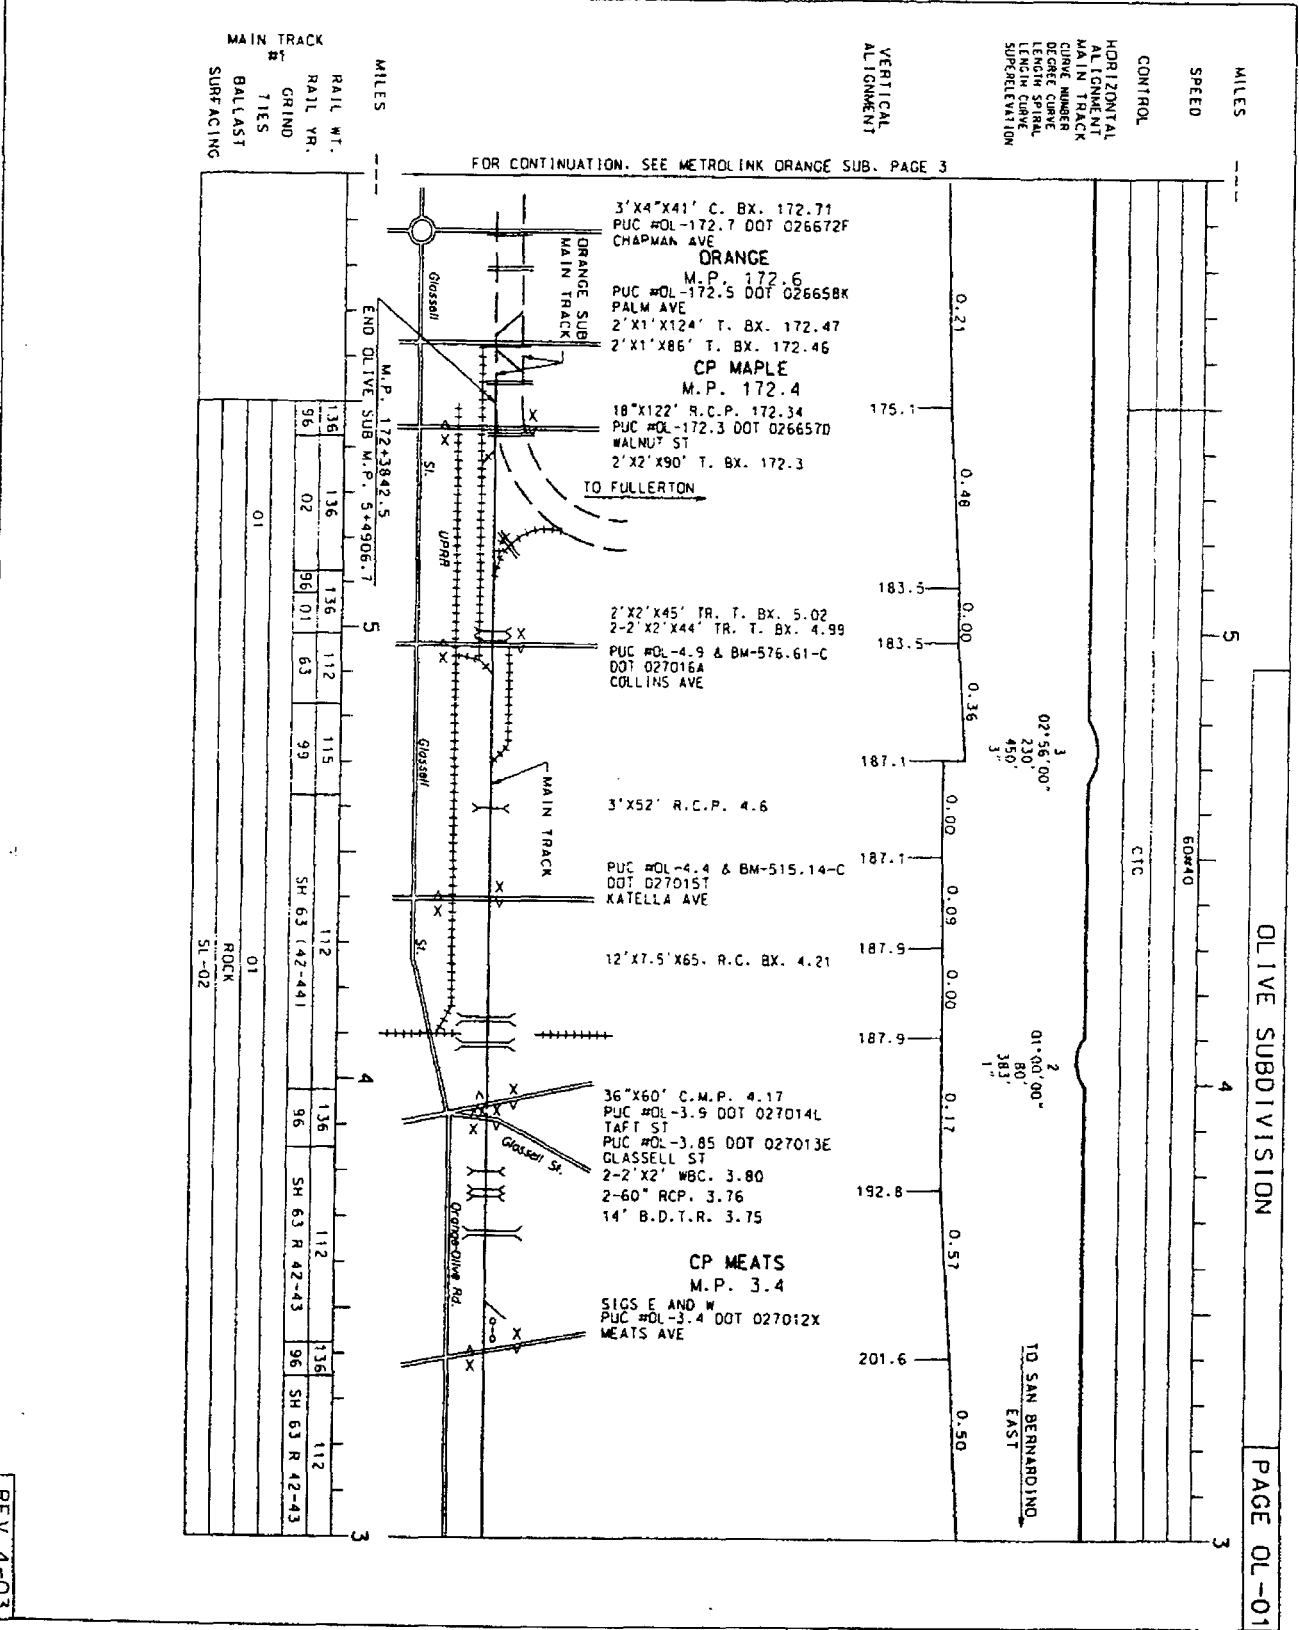 OLIVE SUBDIVISION
PAGE OL-01
MILES
5
4
3
SPEED
60##40
CONTROL
CTC
HORIZONTAL
ALIGNMENT
MAIN TRACK
CURVE NUMBER
DEGREE CURVE
LENGTH SPIRAL
LENGTH CURVE
SUPERELEVATION
3
02°56'00"
230'
450'
3"
2
01°00'00"
80'
383'
1"
TO SAN BERNARDINO
EAST
VERTICAL
ALIGNMENT
0.21
0.48
0.00
0.36
0.00
0.09
0.00
0.17
0.57
0.50
175.1
183.5
183.5
187.1
187.1
187.9
187.9
192.8
201.6
FOR CONTINUATION. SEE METROLINK ORANGE SUB. PAGE 3
3'X4"X41' C. BX. 172.71
PUC #OL-172.7 DOT 026672F
CHAPMAN AVE
ORANGE
M.P. 172.6
PUC #OL-172.5 DOT 026658K
PALM AVE
2'X1'X124' T. BX. 172.47
2'X1'X86' T. BX. 172.46
CP MAPLE
M.P. 172.4
18"X122' R.C.P. 172.34
PUC #OL-172.3 DOT 026657D
WALNUT ST
2'X2'X90' T. BX. 172.3
TO FULLERTON
2'X2'X45' TR. T. BX. 5.02
2-2'X2'X44' TR. T. BX. 4.99
PUC #OL-4.9 & BM-576.61-C
DOT 027016A
COLLINS AVE
3'X52' R.C.P. 4.6
PUC #OL-4.4 & BM-515.14-C
DOT 027015T
KATELLA AVE
12'X7.5'X65. R.C. BX. 4.21
36"X60' C.M.P. 4.17
PUC #OL-3.9 DOT 027014L
TAFT ST
PUC #OL-3.85 DOT 027013E
GLASSELL ST
2-2'X2' WBC. 3.80
2-60" RCP. 3.76
14' B.D.T.R. 3.75
CP MEATS
M.P. 3.4
SIGS E AND W
PUC #OL-3.4 DOT 027012X
MEATS AVE
ORANGE SUB
MAIN TRACK
MAIN TRACK
Glassell
St.
UPRR
Glassell
St.
Glassell St.
Orange-Olive Rd.
M.P. 172+3842.5
END OLIVE SUB M.P. 5+4906.7
MILES
5
4
3
MAIN TRACK
#1
RAIL WT.
136
136
136
112
115
112
136
112
136
112
RAIL YR.
96
02
96
01
63
99
SH 63 (42-44)
96
SH 63 R 42-43
96
SH 63 R 42-43
GRIND
TIES
01
01
BALLAST
ROCK
SURFACING
SL-02
REV 4-03